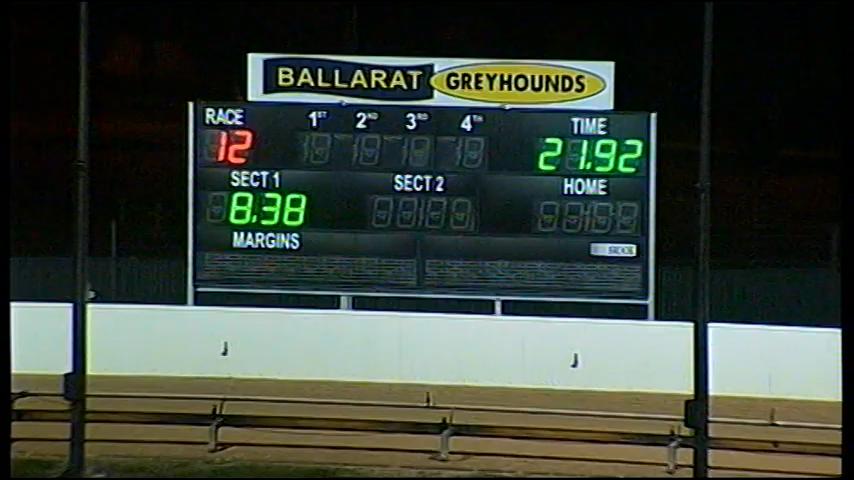 BALLARAT GREYHOUNDS
RACE 1ST 2ND 3RD 4TH TIME
12 21.92
SECT 1 SECT 2 HOME
8.38
MARGINS